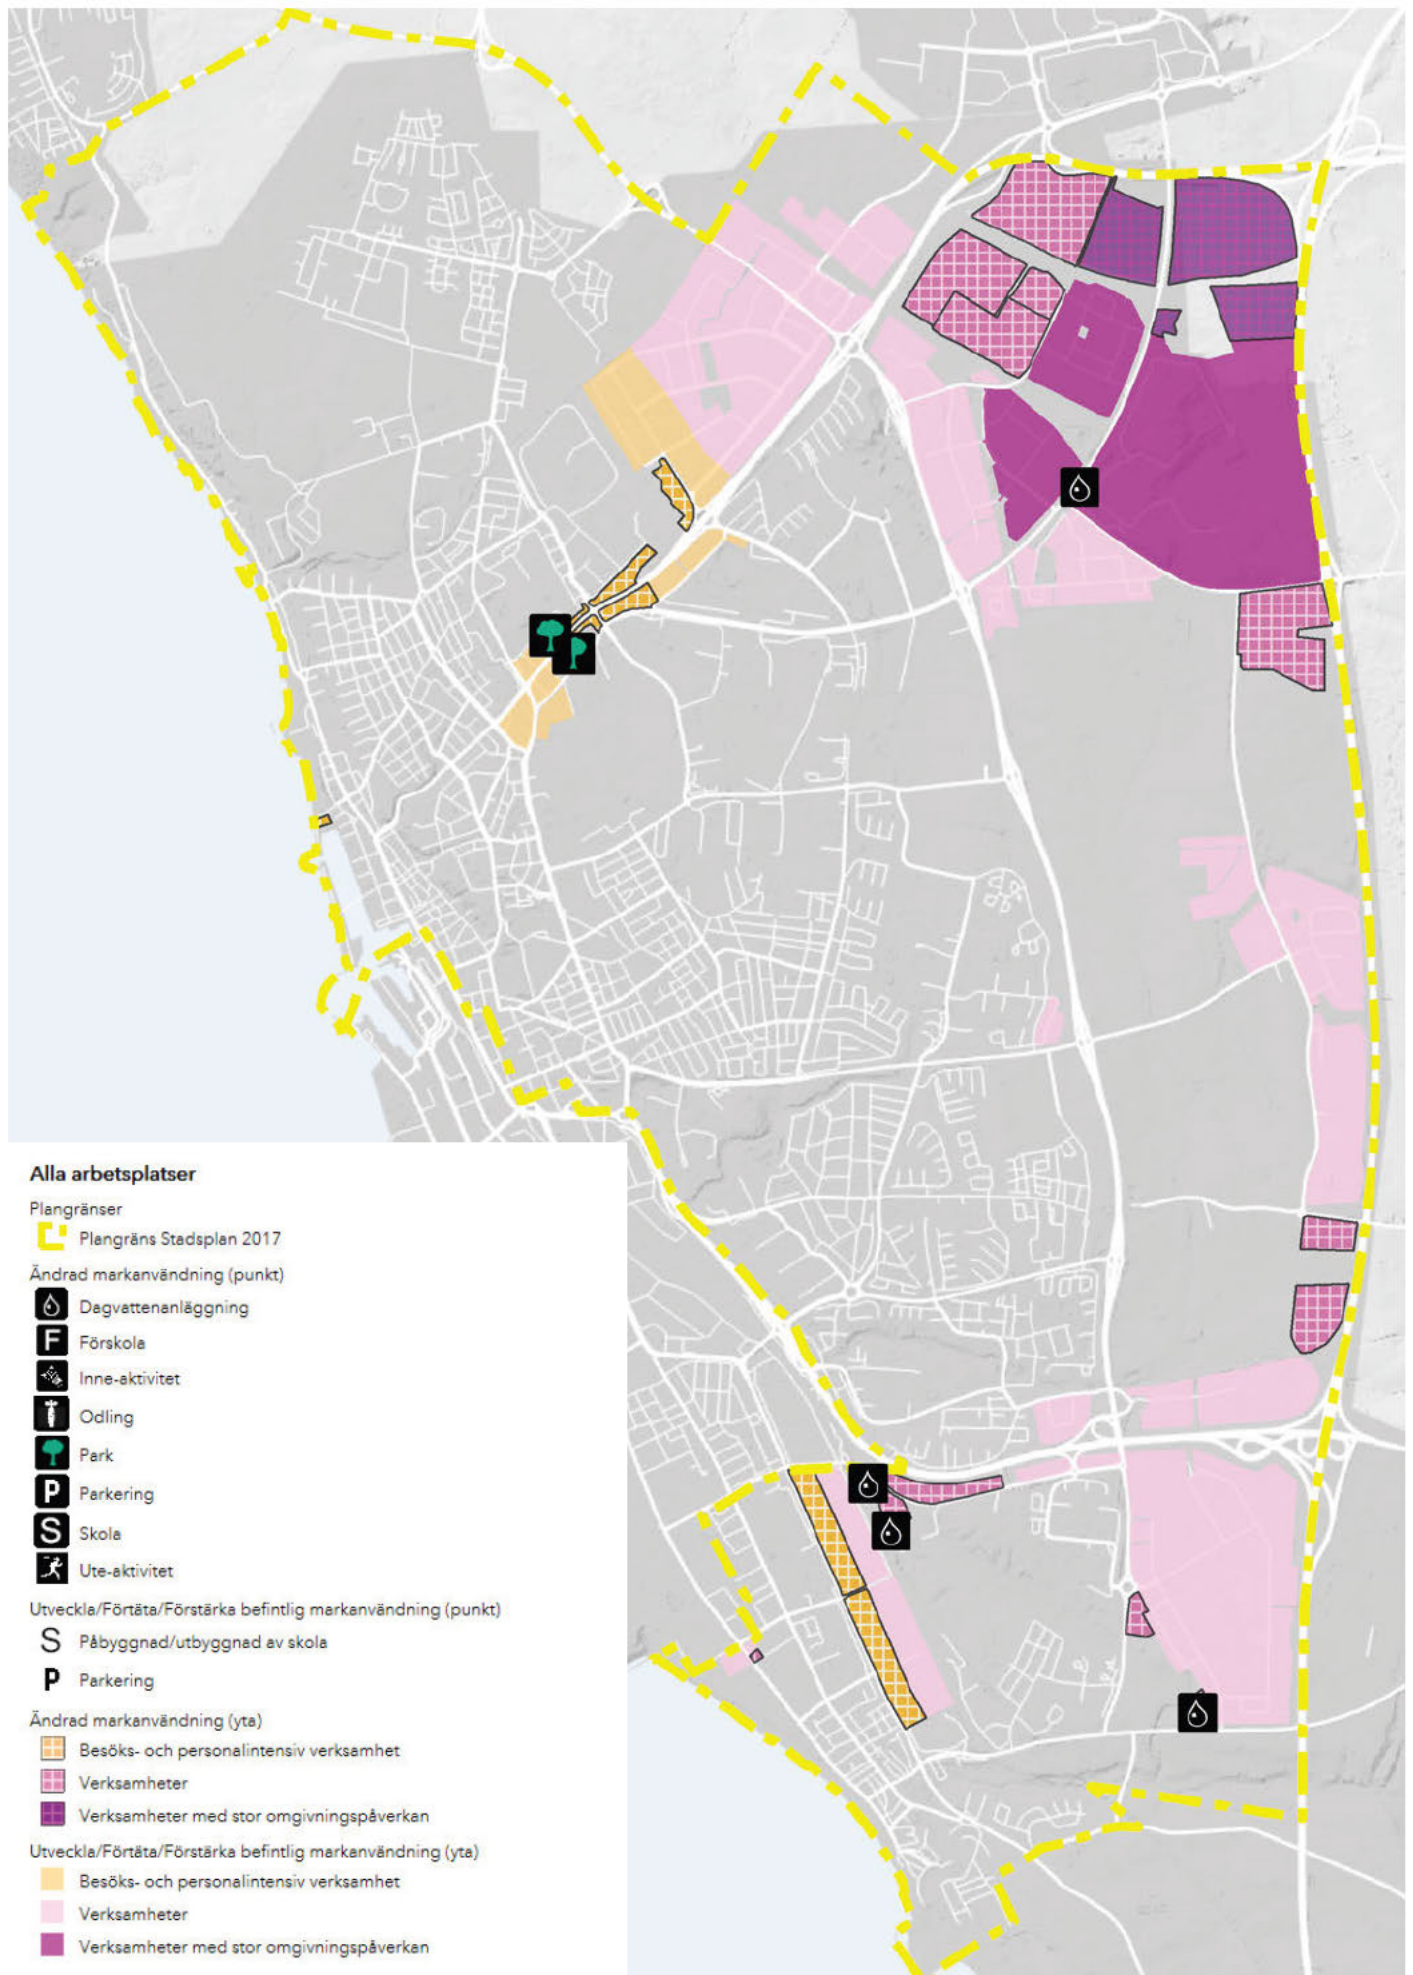 Alla arbetsplatser
Plangränser
Plangräns Stadsplan 2017
Ändrad markanvändning (punkt)
Dagvattenanläggning
F Förskola
Inne-aktivitet
Odling
Park
P Parkering
S Skola
Ute-aktivitet
Utveckla/Förtäta/Förstärka befintlig markanvändning (punkt)
S Påbyggnad/utbyggnad av skola
P Parkering
Ändrad markanvändning (yta)
Besöks- och personalintensiv verksamhet
Verksamheter
Verksamheter med stor omgivningspåverkan
Utveckla/Förtäta/Förstärka befintlig markanvändning (yta)
Besöks- och personalintensiv verksamhet
Verksamheter
Verksamheter med stor omgivningspåverkan